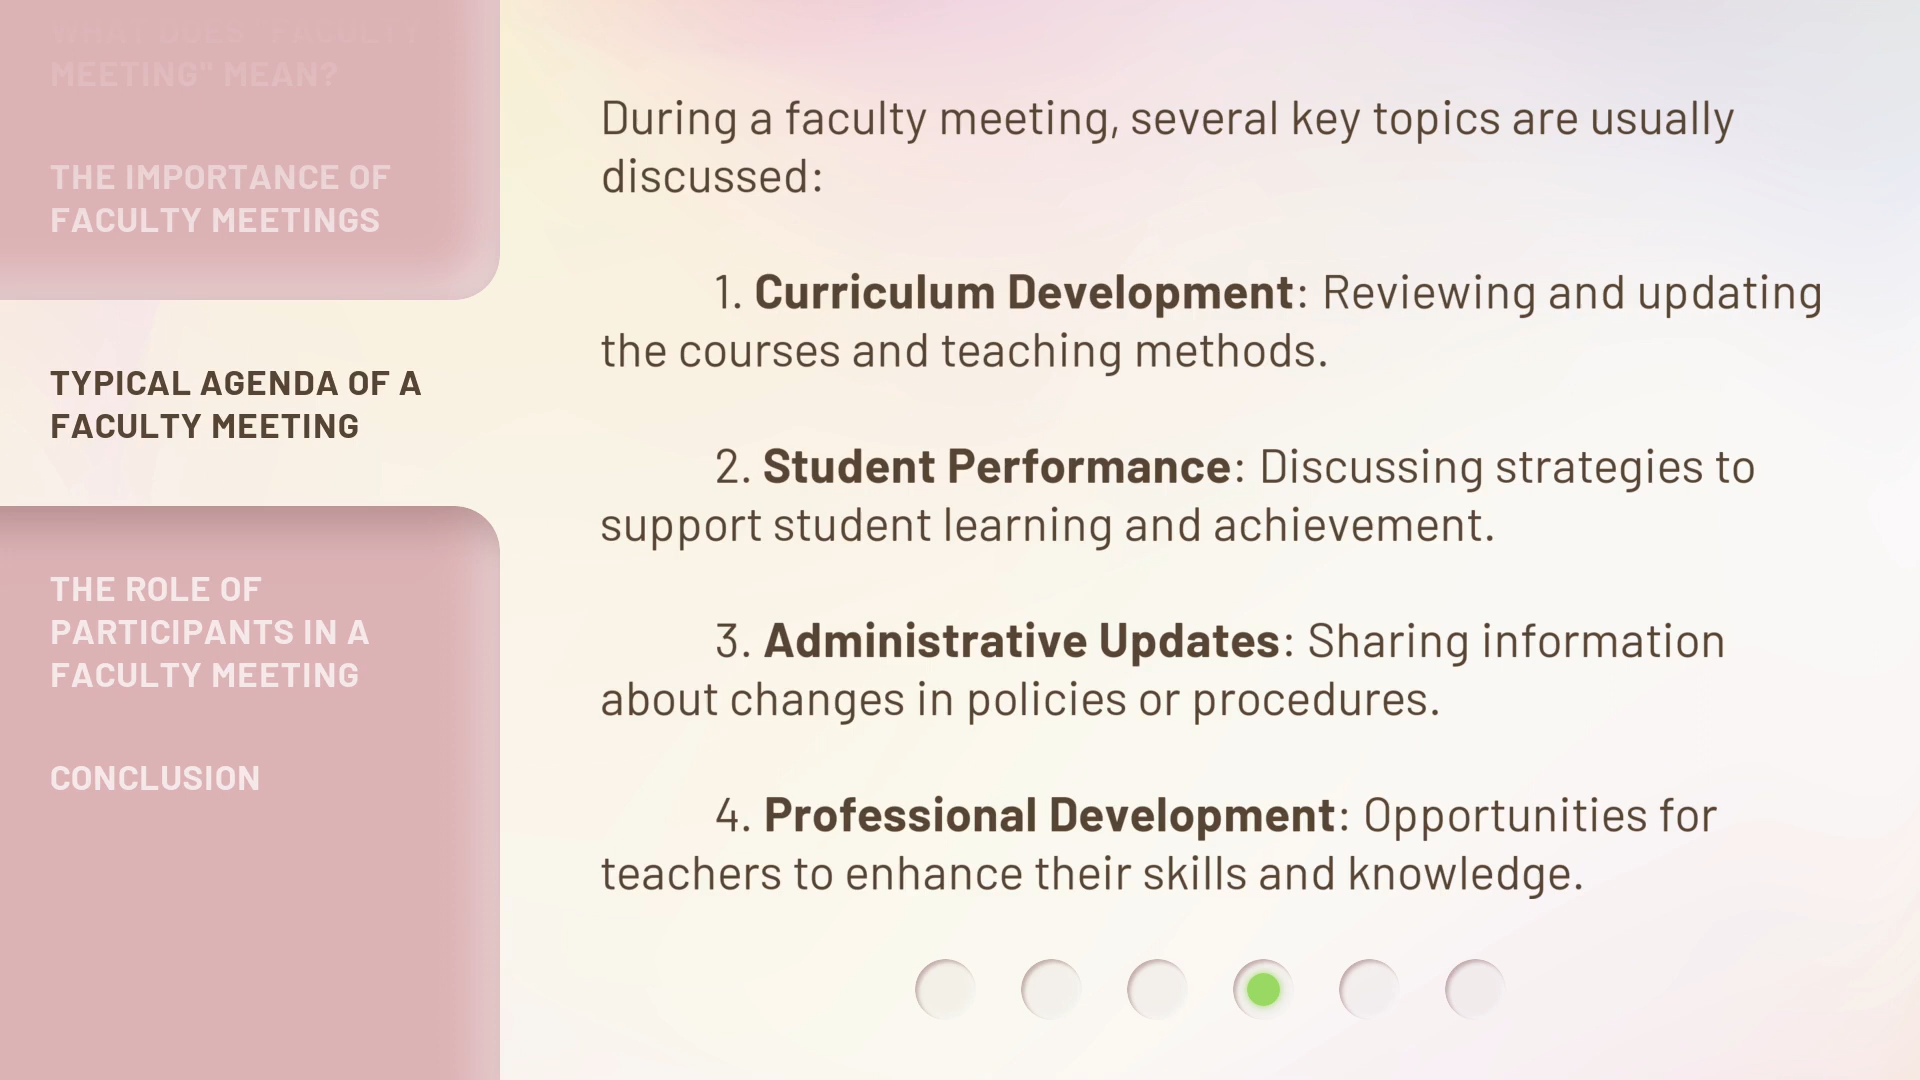 WHAT DOES "FACULTY
MEETING" MEAN?
THE IMPORTANCE OF
FACULTY MEETINGS
TYPICAL AGENDA OF A
FACULTY MEETING
THE ROLE OF
PARTICIPANTS IN A
FACULTY MEETING
CONCLUSION
During a faculty meeting, several key topics are usually
discussed:
1. Curriculum Development: Reviewing and updating
the courses and teaching methods.
2. Student Performance: Discussing strategies to
support student learning and achievement.
3. Administrative Updates: Sharing information
about changes in policies or procedures.
4. Professional Development: Opportunities for
teachers to enhance their skills and knowledge.